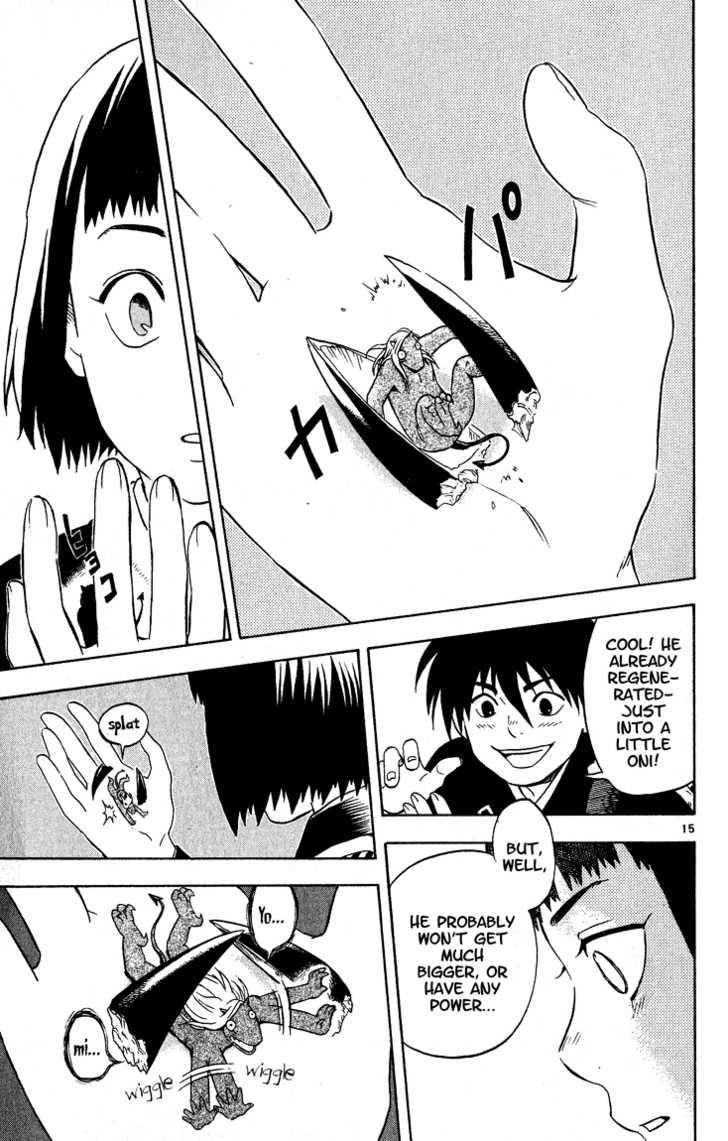 パ
カ
ヒョコ
COOL! HE
ALREADY
REGENE-
RATED-
JUST
INTO A
LITTLE
ONI!
splat
15
BUT,
WELL,
HE PROBABLY
WON'T GET
MUCH
BIGGER, OR
HAVE ANY
POWER...
Yo...
mi...
wiggle
wiggle